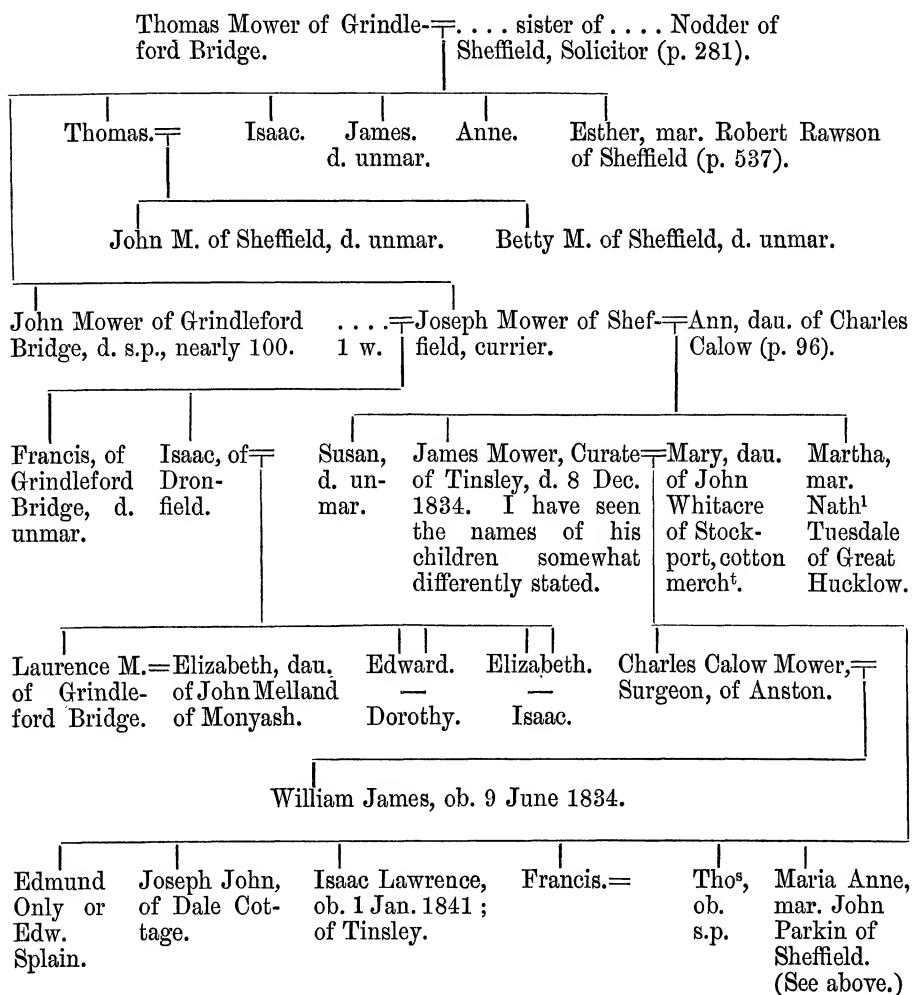 Thomas Mower of Grindle-
ford Bridge.
. . . . sister of . . . . Nodder of
Sheffield, Solicitor (p. 281).
Thomas.
Isaac.
James.
d. unmar.
Anne.
Esther, mar. Robert Rawson
of Sheffield (p. 537).
John M. of Sheffield, d. unmar.
Betty M. of Sheffield, d. unmar.
John Mower of Grindleford
Bridge, d. s.p., nearly 100.
. . . .
1 w.
Joseph Mower of Shef-
field, currier.
Ann, dau. of Charles
Calow (p. 96).
Francis, of
Grindleford
Bridge, d.
unmar.
Isaac, of
Dron-
field.
Susan,
d. un-
mar.
James Mower, Curate
of Tinsley, d. 8 Dec.
1834. I have seen
the names of his
children somewhat
differently stated.
Mary, dau.
of John
Whitacre
of Stock-
port, cotton
mercht.
Martha,
mar.
Nathl
Tuesdale
of Great
Hucklow.
Laurence M.=
of Grindle-
ford Bridge.
Elizabeth, dau.
of John Melland
of Monyash.
Edward.
—
Dorothy.
Elizabeth.
—
Isaac.
Charles Calow Mower,
Surgeon, of Anston.
William James, ob. 9 June 1834.
Edmund
Only or
Edw.
Splain.
Joseph John,
of Dale Cot-
tage.
Isaac Lawrence,
ob. 1 Jan. 1841 ;
of Tinsley.
Francis.=
Thos,
ob.
s.p.
Maria Anne,
mar. John
Parkin of
Sheffield.
(See above.)